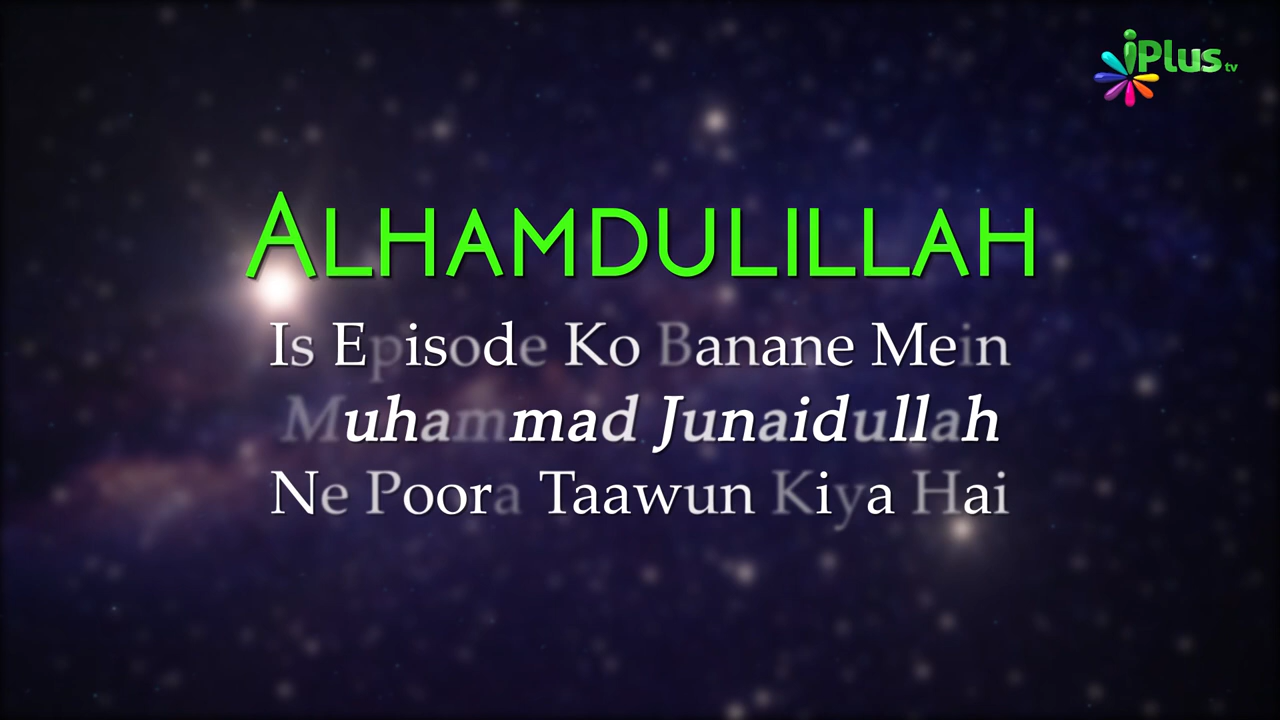 iPlus tv
ALHAMDULILLAH
Is Episode Ko Banane Mein
Muhammad Junaidullah
Ne Poora Taawun Kiya Hai